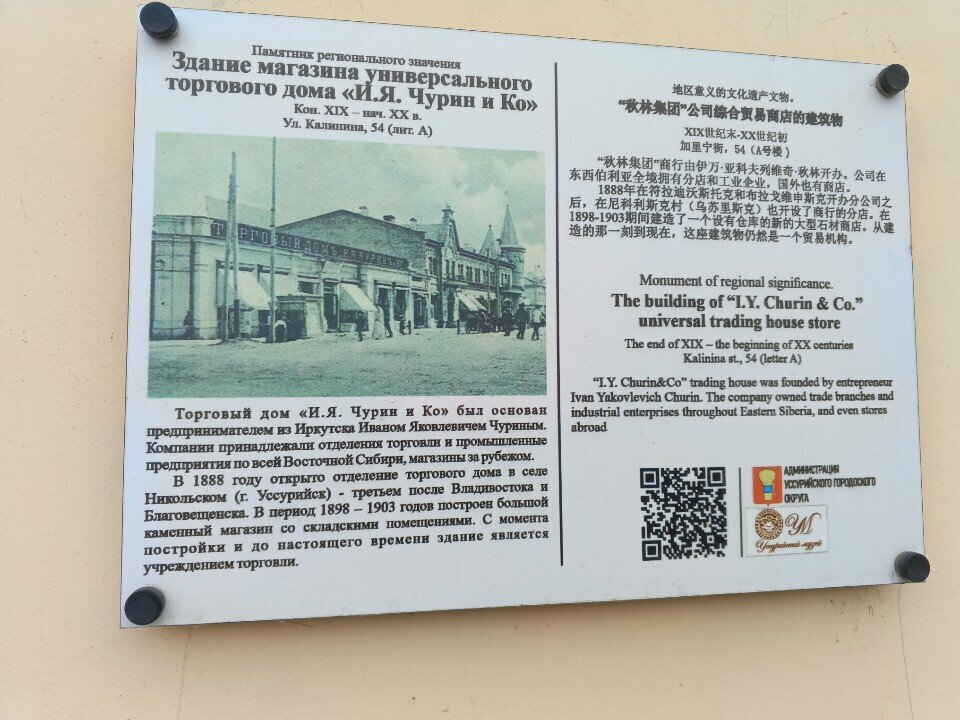 Памятник регионального значения
Здание магазина универсального
торгового дома «И.Я. Чурин и Ко»
Кон. XIX – нач. XX в.
Ул. Калинина, 54 (лит. А)
ТОРГОВЫЙ ДОМЪ И.Я.ЧУРИНЪ и К
Торговый дом «И.Я. Чурин и Ко» был основан
предпринимателем из Иркутска Иваном Яковлевичем Чуриным.
Компании принадлежали отделения торговли и промышленные
предприятия по всей Восточной Сибири, магазины за рубежом.
В 1888 году открыто отделение торгового дома в селе
Никольском (г. Уссурийск) - третьем после Владивостока и
Благовещенска. В период 1898 – 1903 годов построен большой
каменный магазин со складскими помещениями. С момента
постройки и до настоящего времени здание является
учреждением торговли.
地区意义的文化遗产文物。
“秋林集团”公司综合贸易商店的建筑物
XIX世纪末-XX世纪初
加里宁街，54（A号楼）
“秋林集团”商行由伊万·亚科夫列维奇·秋林开办。公司在
东西伯利亚全境拥有分店和工业企业，国外也有商店。
1888年在符拉迪沃斯托克和布拉戈维申斯克开办分公司之
后，在尼科利斯克村（乌苏里斯克）也开设了商行的分店。在
1898-1903期间建造了一个设有仓库的新的大型石材商店。从建
造的那一刻到现在，这座建筑物仍然是一个贸易机构。
Monument of regional significance.
The building of “I.Y. Churin & Co.”
universal trading house store
The end of XIX – the beginning of XX centuries
Kalinina st., 54 (letter A)
“I.Y. Churin&Co” trading house was founded by entrepreneur
Ivan Yakovlevich Churin. The company owned trade branches and
industrial enterprises throughout Eastern Siberia, and even stores
abroad
АДМИНИСТРАЦИЯ
УССУРИЙСКОГО ГОРОДСКОГО
ОКРУГА
УМ
Уссурийский музей